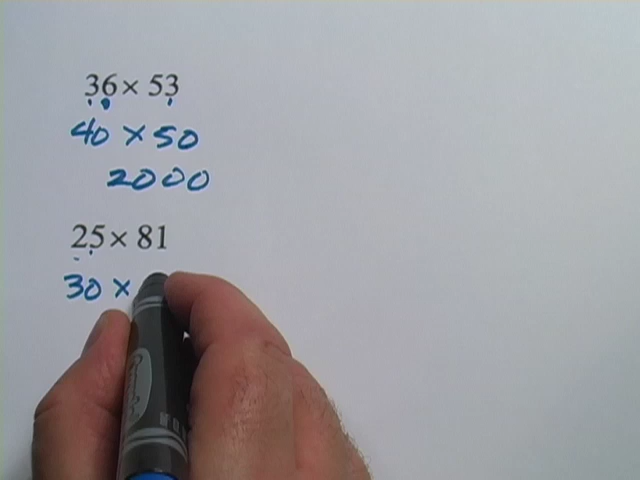 36 × 53
40 × 50
2000
25 × 81
30 ×